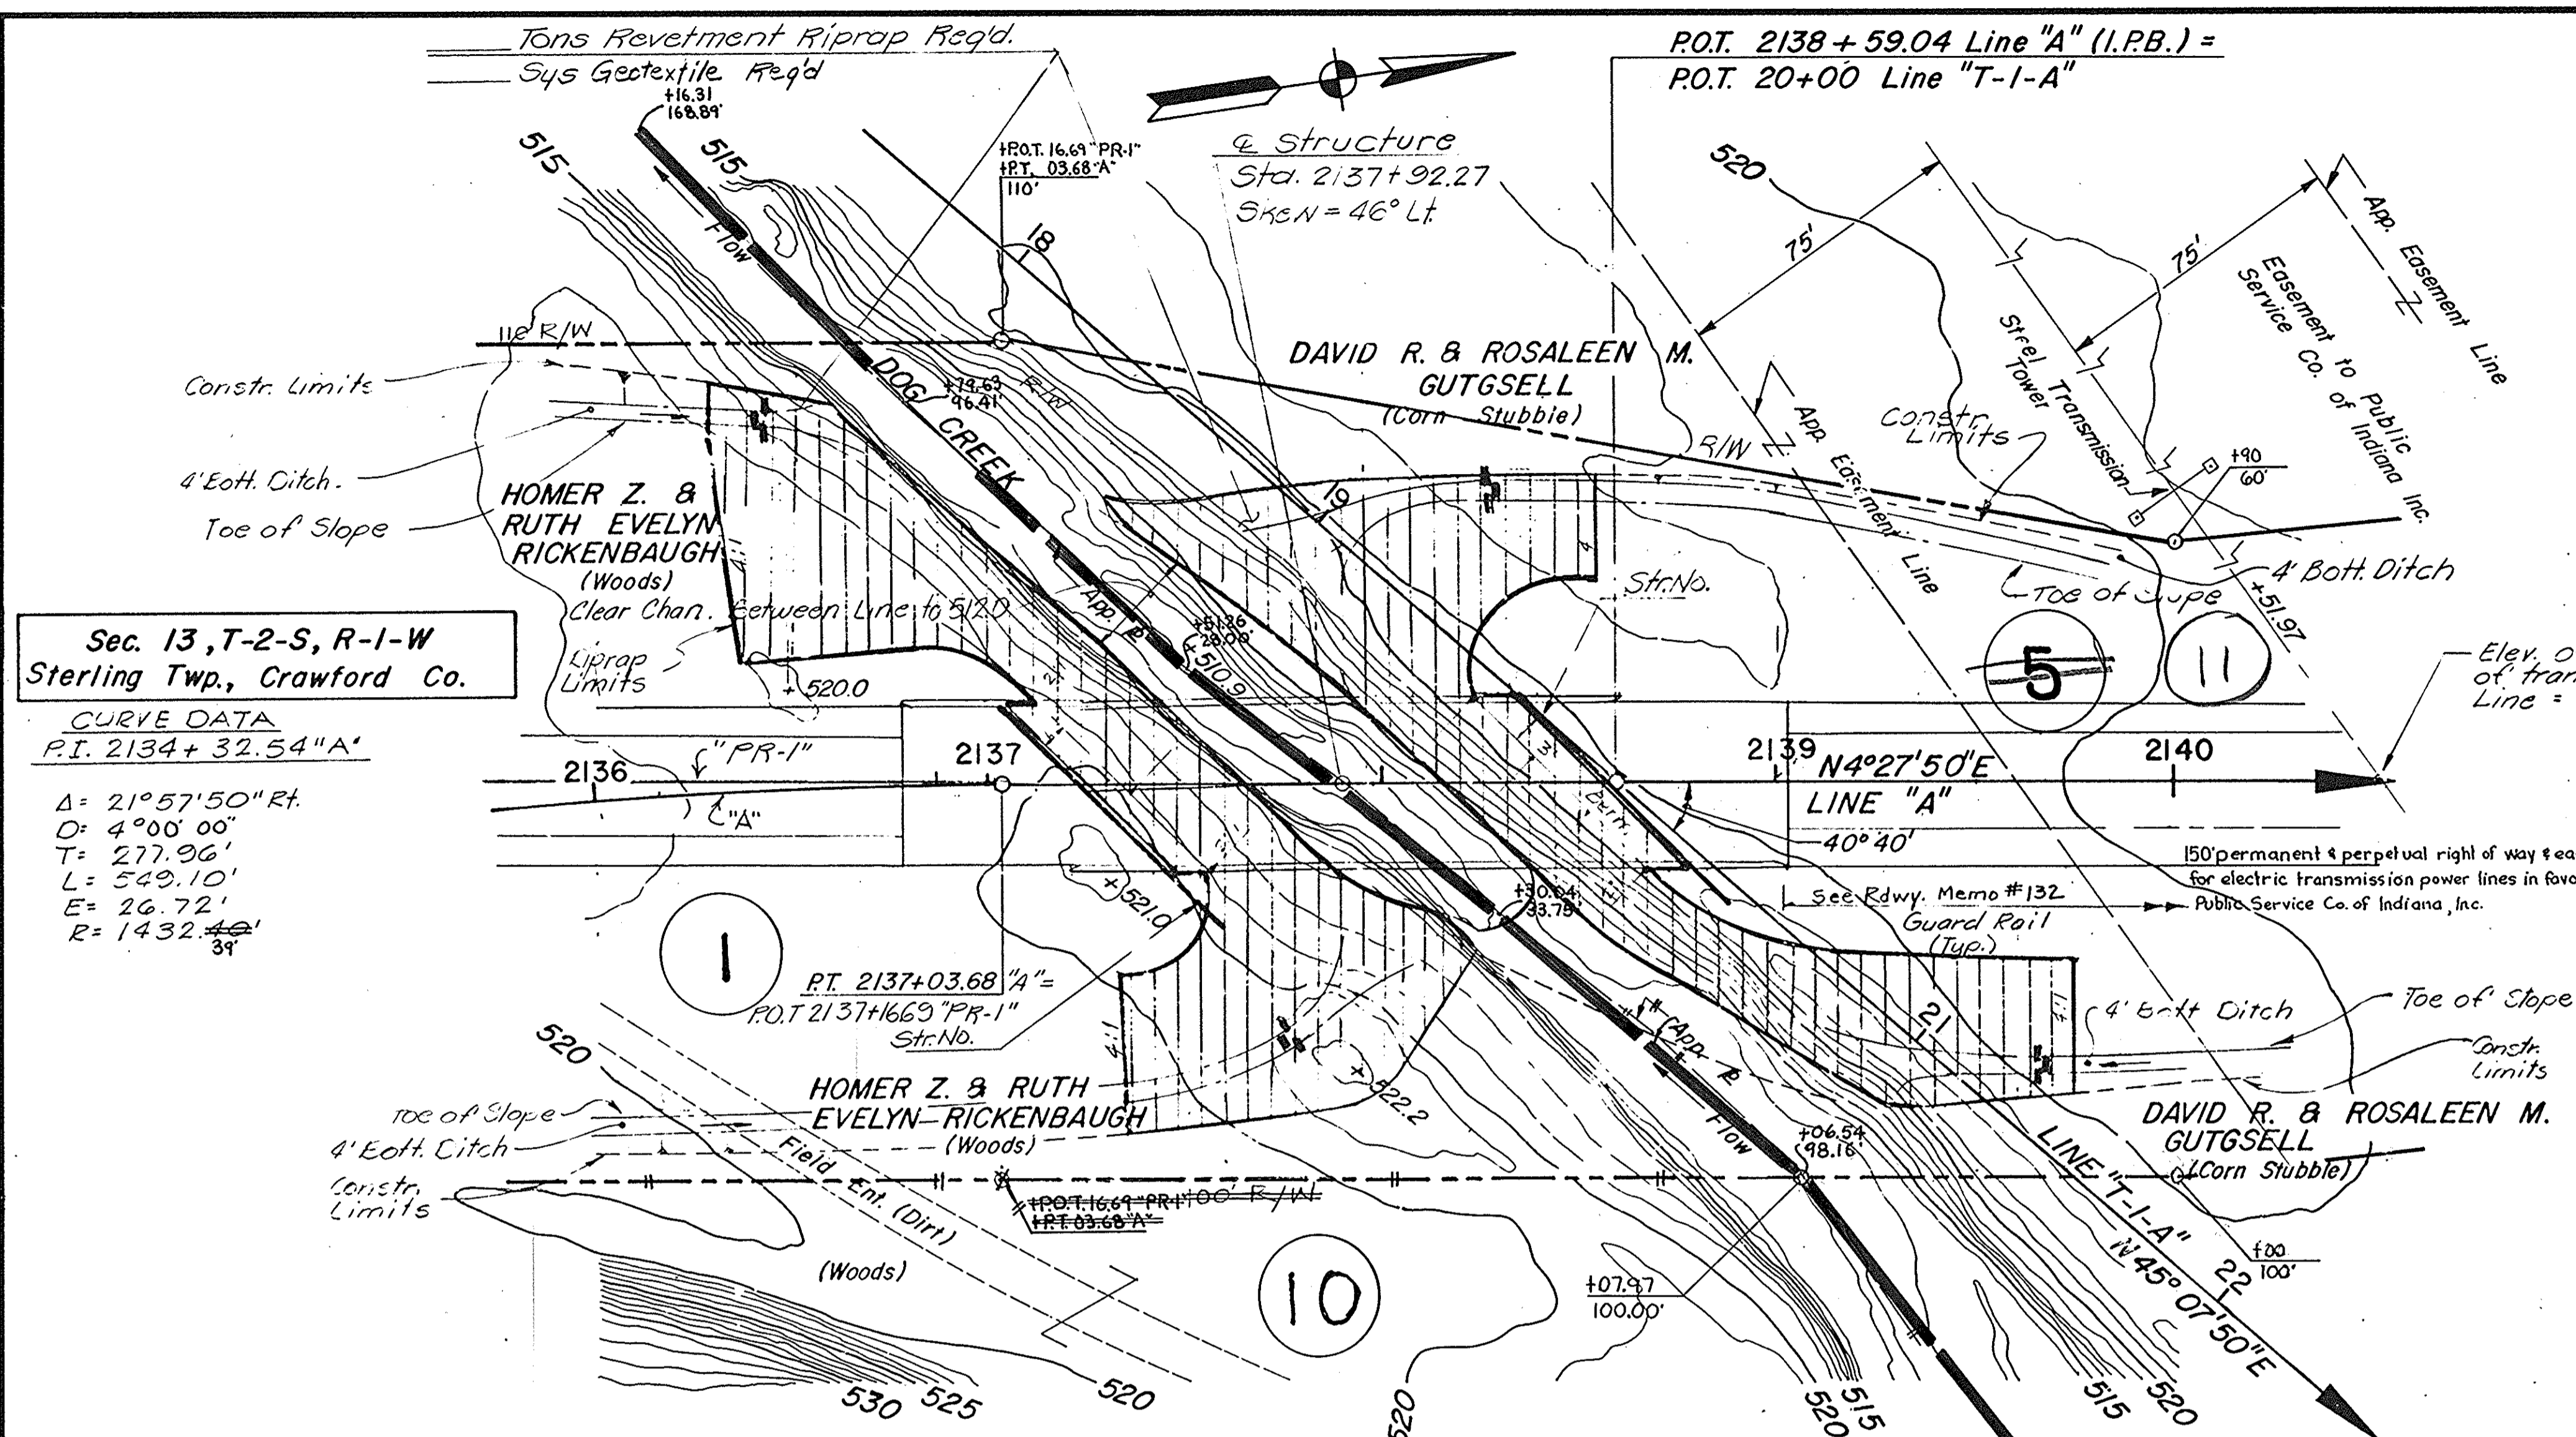 Tons Revetment Riprap Req'd.
Sys Geotextile Req'd
+16.31
168.89'
P.O.T. 2138+59.04 Line "A" (I.P.B.) =
P.O.T. 20+00 Line "T-1-A"
+P.O.T. 16.69 "PR-1"
+P.T. 03.68 "A"
110'
℄ Structure
Sta. 2137+92.27
Skew = 46° Lt.
515
515
520
75'
75'
App. Easement Line
Easement to Public
Service Co. of Indiana Inc.
Steel Transmission
Tower
Flow
18
R/W
Constr. Limits
4' Bott. Ditch.
Toe of Slope
DOG CREEK
+79.63
96.41'
R/W
DAVID R. & ROSALEEN M.
GUTGSELL
(Corn Stubble)
R/W
App. Easement Line
Constr.
Limits
+90
60'
HOMER Z. &
RUTH EVELYN
RICKENBAUGH
(Woods)
Clear Chan. Between Line to 512.0
19
4
Str. No.
Toe of Slope
4' Bott. Ditch
+51.97
Riprap
Limits
+ 520.0
App. ℄
+51.26
28.00'
+510.9
5
11
Elev. o
of tran
Line =
Sec. 13, T-2-S, R-1-W
Sterling Twp., Crawford Co.
CURVE DATA
P.I. 2134+32.54 "A"
Δ= 21°57'50" Rt.
D= 4°00'00"
T= 277.96'
L= 549.10'
E= 26.72'
R= 1432.40'
39'
2136
"PR-1"
"A"
2137
2139
2140
N4°27'50"E
LINE "A"
40°40'
150' permanent & perpetual right of way & ea
for electric transmission power lines in favo
Public Service Co. of Indiana, Inc.
See Rdwy. Memo #132
Guard Rail
(Typ.)
+ 521.0
+30.04
33.75'
1
P.T. 2137+03.68 "A"=
P.O.T 2137+16.69 "PR-1"
Str. No.
4:1
+ 522.2
App. ℄
Flow
21
4:1
4' Bott Ditch
Toe of Slope
Constr.
Limits
520
HOMER Z. & RUTH
EVELYN RICKENBAUGH
(Woods)
Toe of Slope
4' Bott. Ditch
Constr.
Limits
Field Ent. (Dirt)
+P.O.T. 16.69 "PR-1" 100' R/W
+P.T. 03.68 "A"
(Woods)
+06.54
98.16'
DAVID R. & ROSALEEN M.
GUTGSELL
(Corn Stubble)
LINE "T-1-A"
N 45° 07' 50" E
22
+00
100'
10
+07.97
100.00'
530
525
520
520
520
515
515
520